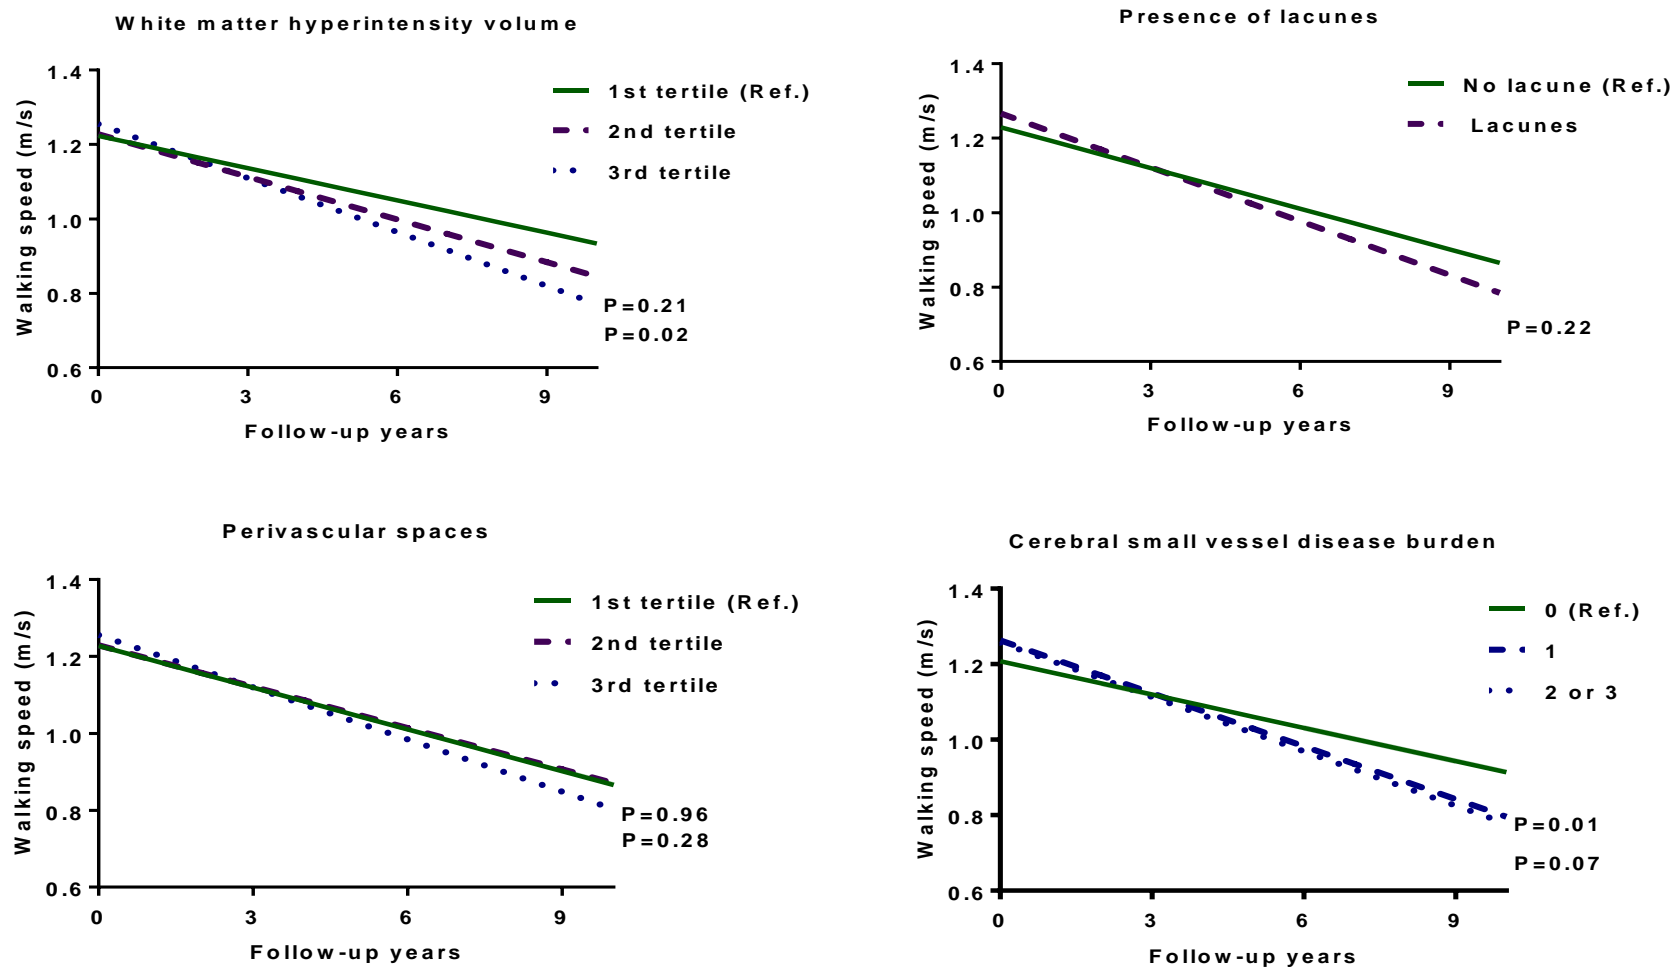 White matter hyperintensity volume
1.4
1.2
1.0
0.8
0.6
Walking speed (m/s)
0
3
6
9
Follow-up years
1st tertile (Ref.)
2nd tertile
3rd tertile
P=0.21
P=0.02
Presence of lacunes
1.4
1.2
1.0
0.8
0.6
Walking speed (m/s)
0
3
6
9
Follow-up years
No lacune (Ref.)
Lacunes
P=0.22
Perivascular spaces
1.4
1.2
1.0
0.8
0.6
Walking speed (m/s)
0
3
6
9
Follow-up years
1st tertile (Ref.)
2nd tertile
3rd tertile
P=0.96
P=0.28
Cerebral small vessel disease burden
1.4
1.2
1.0
0.8
0.6
Walking speed (m/s)
0
3
6
9
Follow-up years
0 (Ref.)
1
2 or 3
P=0.01
P=0.07